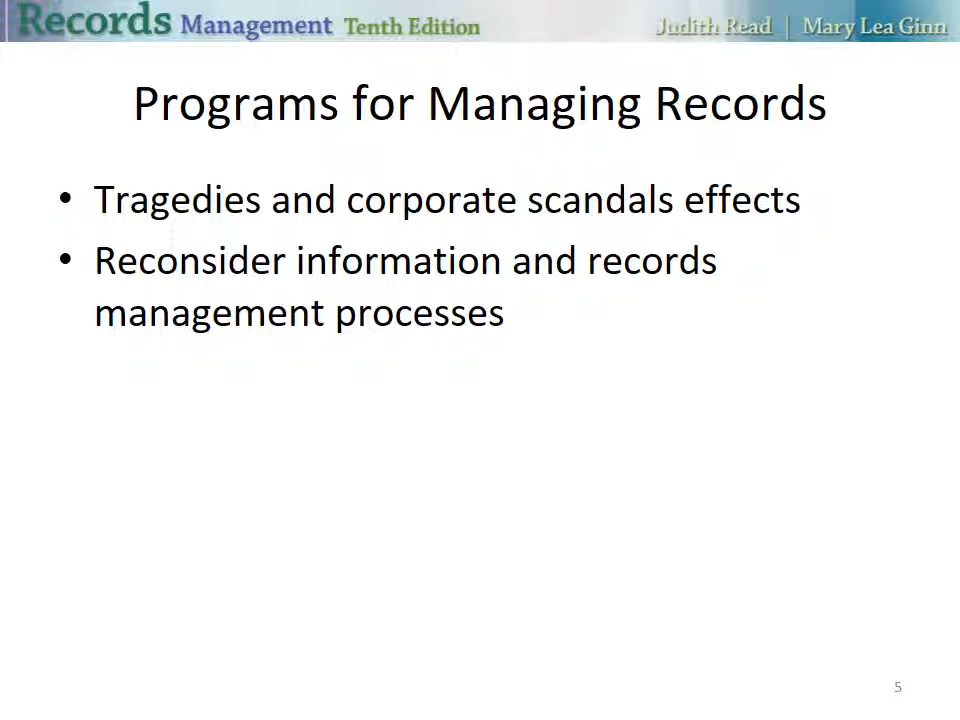 Records Management Tenth Edition Judith Read | Mary Lea Ginn
Programs for Managing Records
• Tragedies and corporate scandals effects
• Reconsider information and records
management processes
5